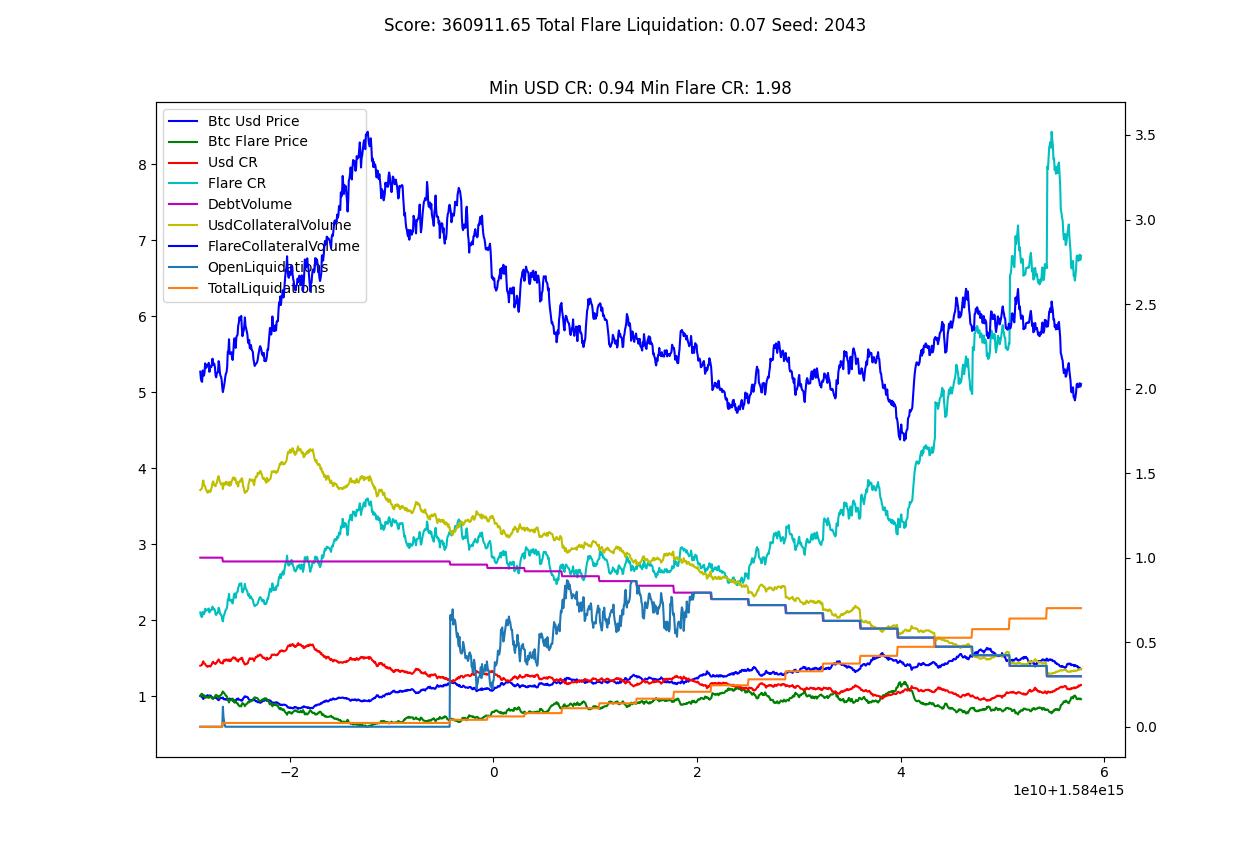 Score: 360911.65 Total Flare Liquidation: 0.07 Seed: 2043
Min USD CR: 0.94 Min Flare CR: 1.98
Btc Usd Price
Btc Flare Price
Usd CR
Flare CR
DebtVolume
UsdCollateralVolume
FlareCollateralVolume
OpenLiquidations
TotalLiquidations
8
7
6
5
4
3
2
1
3.5
3.0
2.5
2.0
1.5
1.0
0.5
0.0
−2 0 2 4 6
1e10+1.584e15